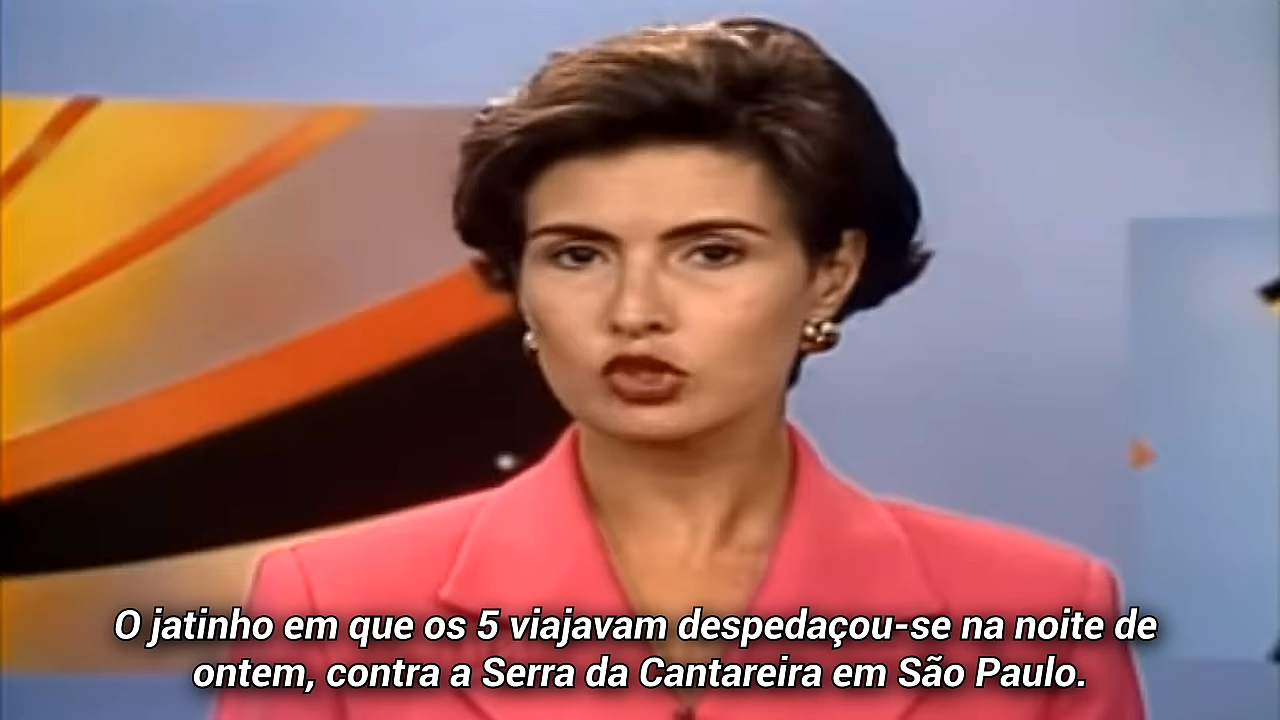 O jatinho em que os 5 viajavam despedaçou-se na noite de
ontem, contra a Serra da Cantareira em São Paulo.